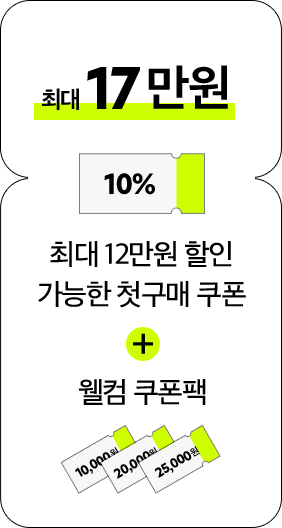 최대 17만원
10%
최대 12만원 할인
가능한 첫구매 쿠폰
+
웰컴 쿠폰팩
10,000원
20,000원
25,000원